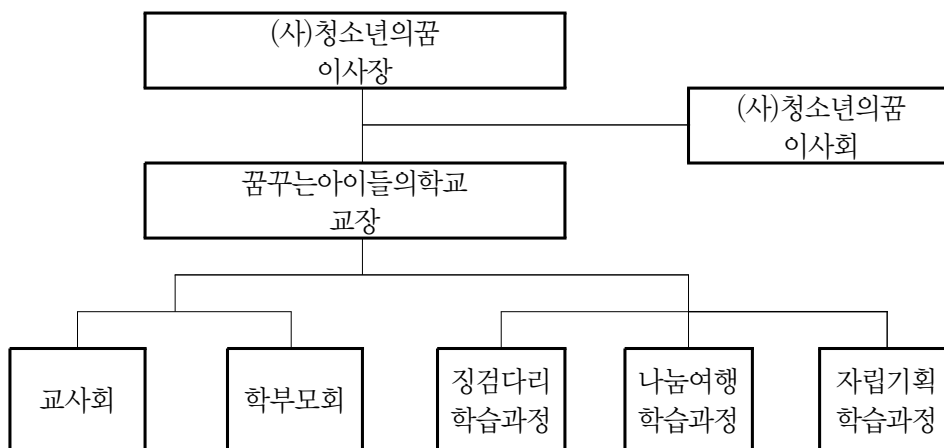 (사)청소년의꿈
이사장
(사)청소년의꿈
이사회
꿈꾸는아이들의학교
교장
교사회
학부모회
징검다리
학습과정
나눔여행
학습과정
자립기획
학습과정